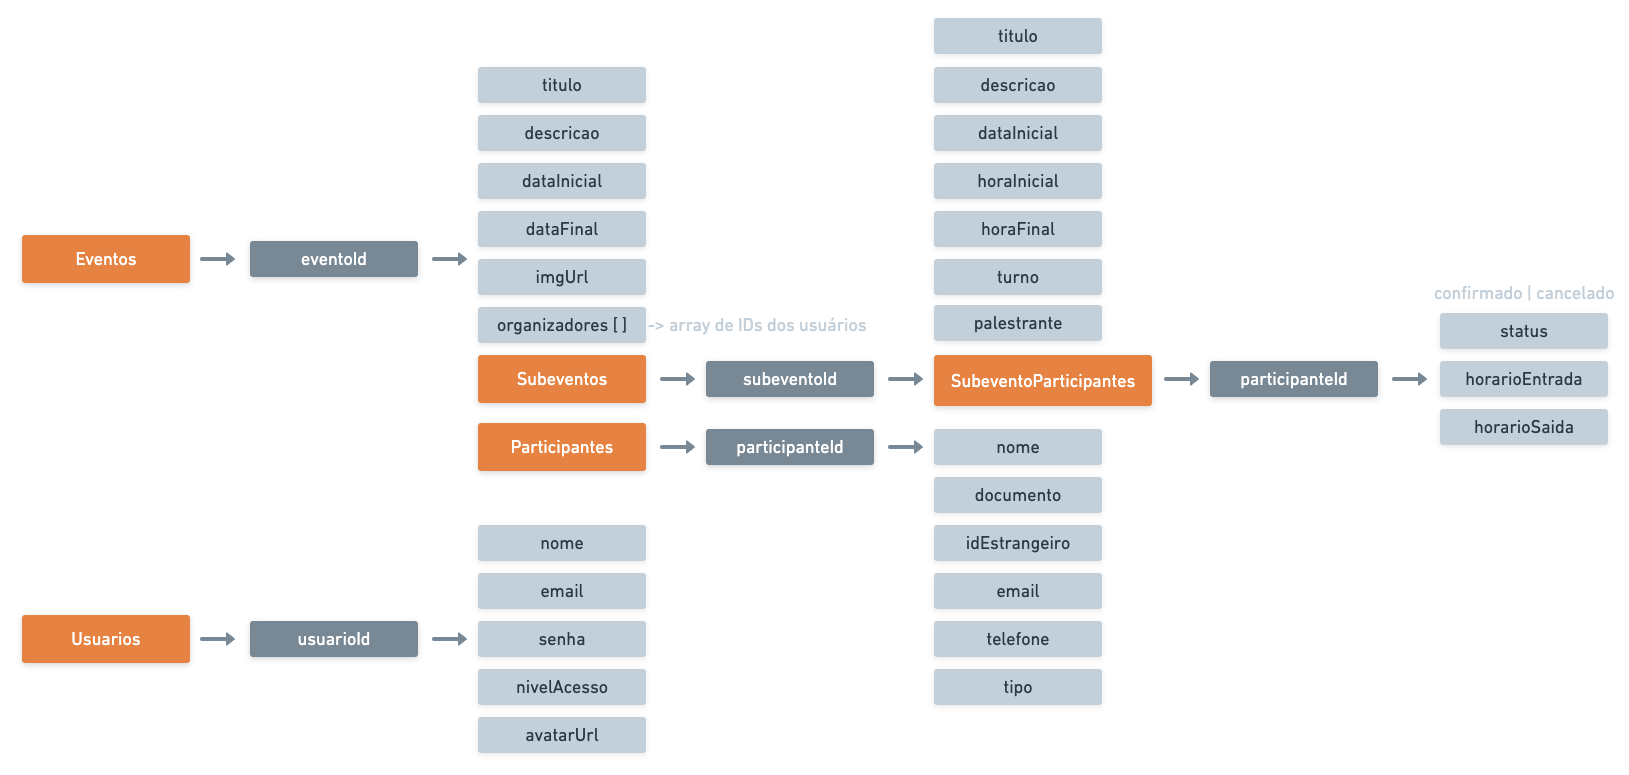 Eventos
eventoId
titulo
descricao
dataInicial
dataFinal
imgUrl
organizadores [ ] -> array de IDs dos usuários
Subeventos
subeventoId
titulo
descricao
dataInicial
horaInicial
horaFinal
turno
palestrante
SubeventoParticipantes
participanteId
confirmado | cancelado
status
horarioEntrada
horarioSaida
Participantes
participanteId
nome
documento
idEstrangeiro
email
telefone
tipo
Usuarios
usuarioId
nome
email
senha
nivelAcesso
avatarUrl